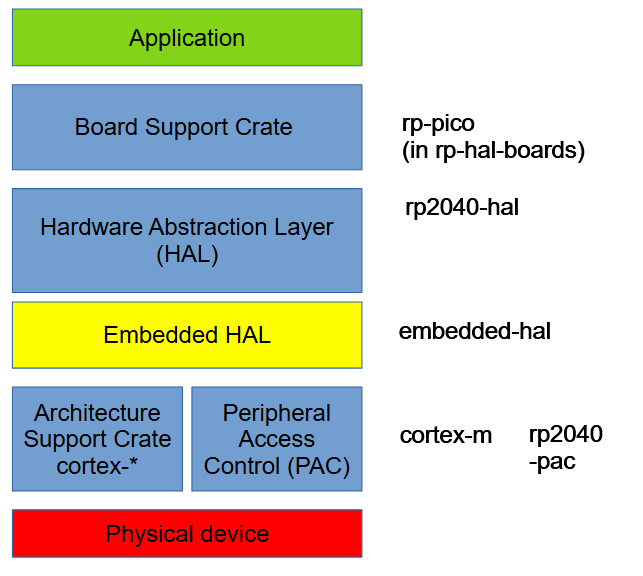 Application
Board Support Crate
rp-pico
(in rp-hal-boards)
Hardware Abstraction Layer
(HAL)
rp2040-hal
Embedded HAL
embedded-hal
Architecture
Support Crate
cortex-*
Peripheral
Access
Control (PAC)
cortex-m
rp2040
-pac
Physical device